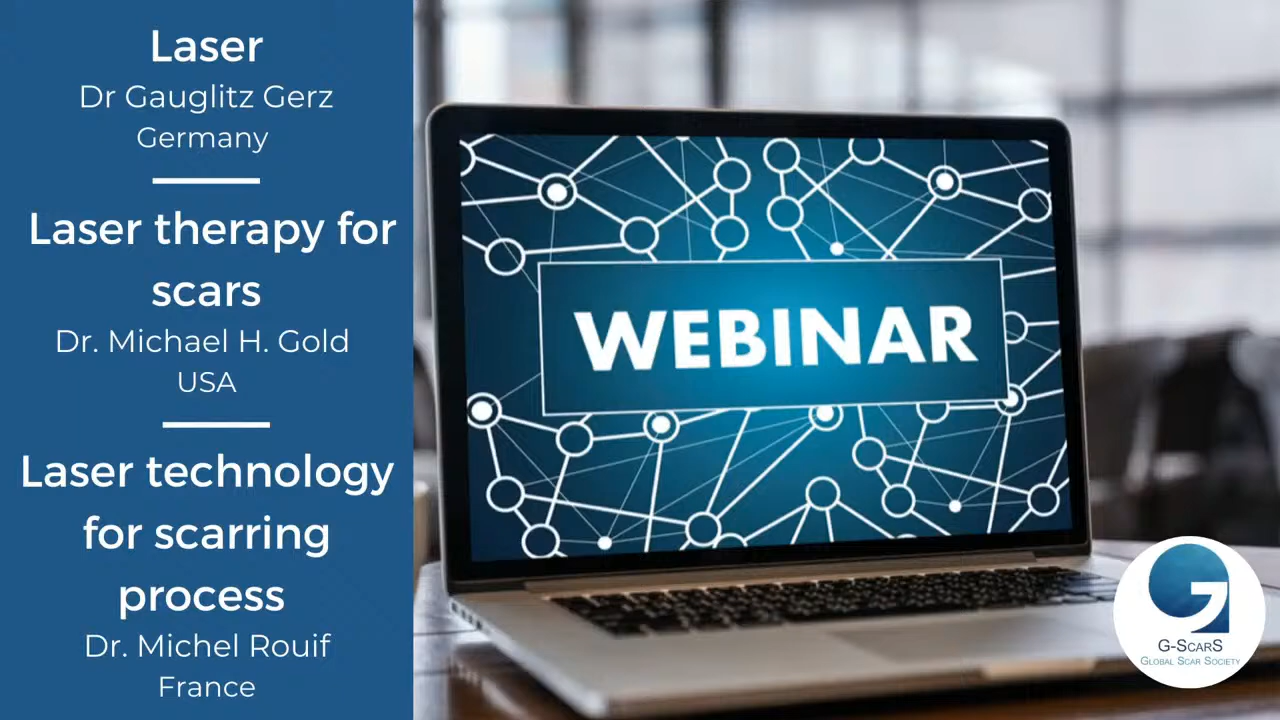 Laser
Dr Gauglitz Gerz
Germany
Laser therapy for
scars
Dr. Michael H. Gold
USA
Laser technology
for scarring
process
Dr. Michel Rouif
France
WEBINAR
G-ScarS
Global Scar Society